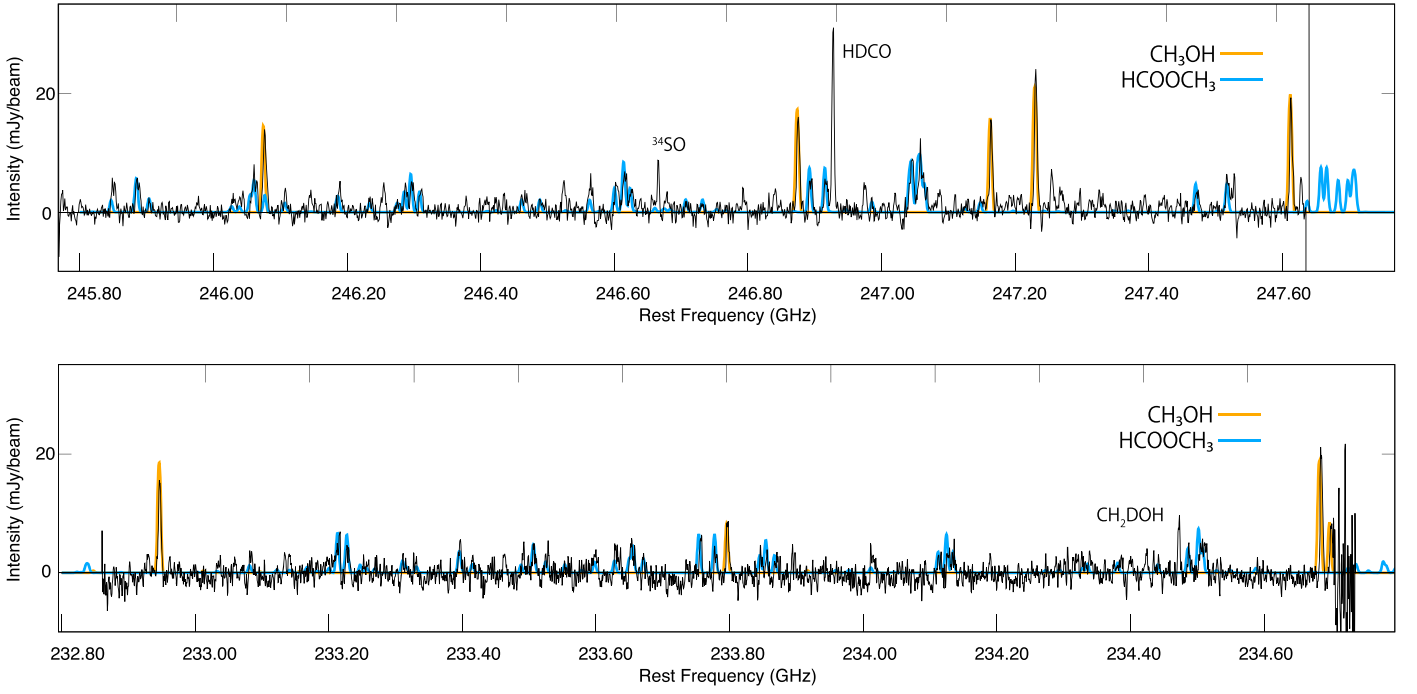 Intensity (mJy/beam)
20
0
³⁴SO
HDCO
CH₃OH
HCOOCH₃
245.80 246.00 246.20 246.40 246.60 246.80 247.00 247.20 247.40 247.60
Rest Frequency (GHz)
Intensity (mJy/beam)
20
0
CH₃OH
HCOOCH₃
CH₂DOH
232.80 233.00 233.20 233.40 233.60 233.80 234.00 234.20 234.40 234.60
Rest Frequency (GHz)